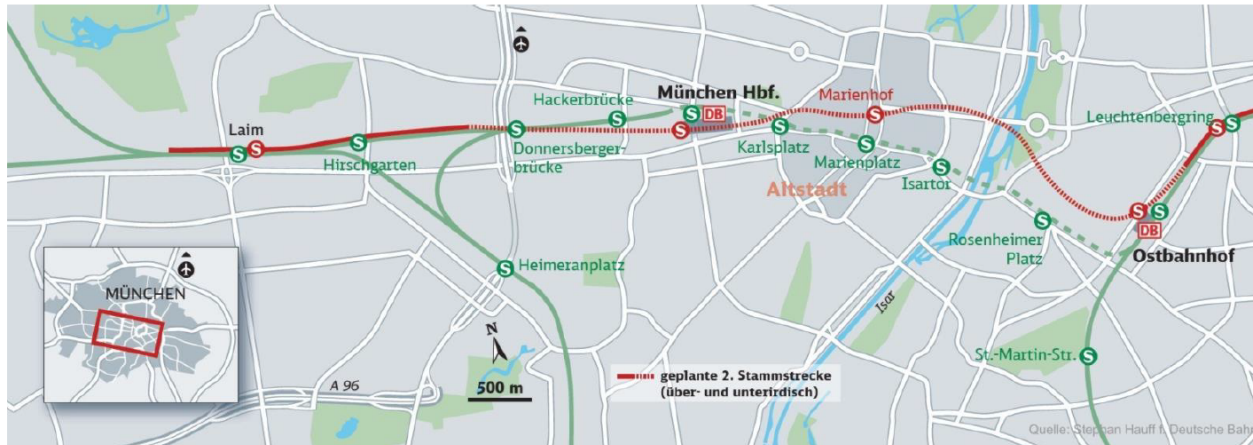 Laim
S
S
Hirschgarten
S
Hackerbrücke
S
Donnersberger-
brücke
S
München Hbf.
S
DB
S
Karlsplatz
S
Marienhof
S
Marienplatz
S
Altstadt
Isartor
S
Isar
Rosenheimer
Platz
S
Leuchtenbergring
S
S
S
S
DB
Ostbahnhof
St.-Martin-Str.
S
Heimeranplatz
S
MÜNCHEN
A 96
N
500 m
geplante 2. Stammstrecke
(über- und unterirdisch)
Quelle: Stephan Hauff f. Deutsche Bahn